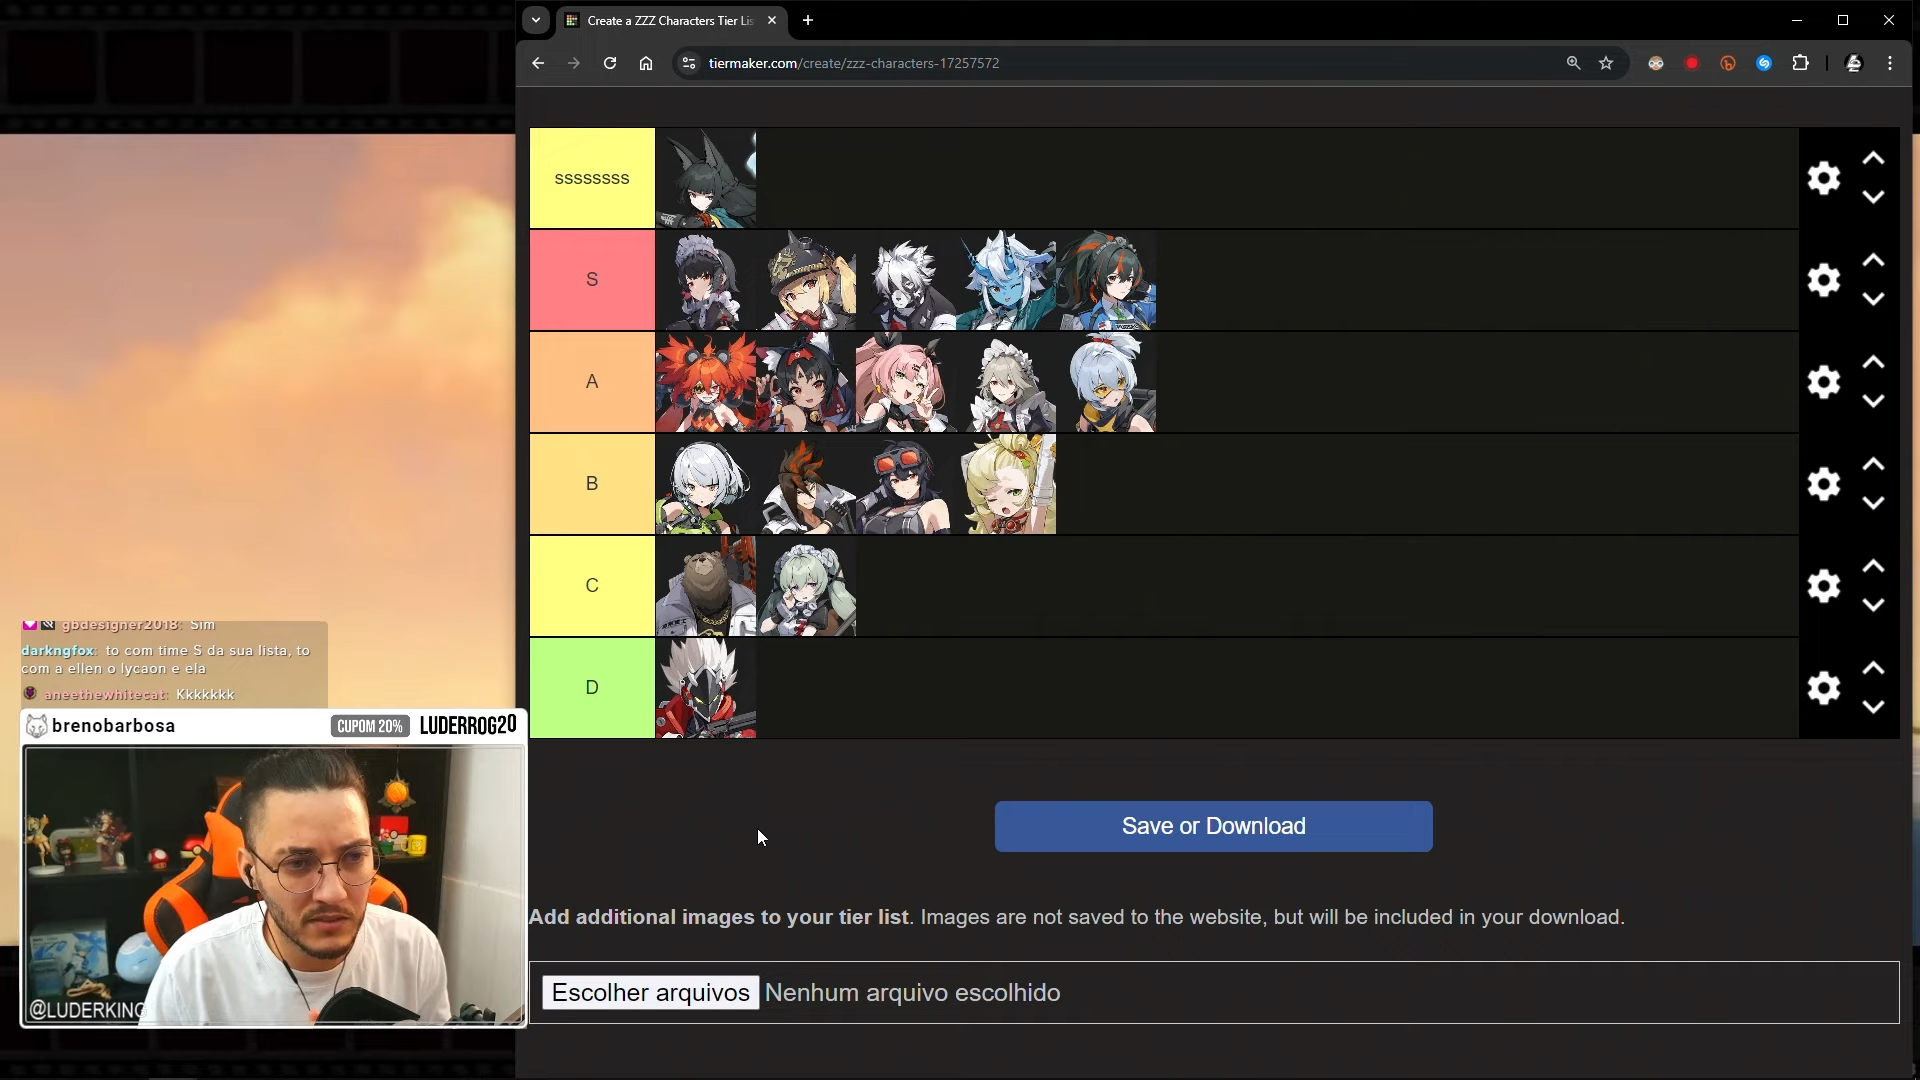 Create a ZZZ Characters Tier Lis
tiermaker.com/create/zzz-characters-17257572
ssssssss
S
A
B
C
D
gbdesigner2018: Sim
darkngfox: to com time S da sua lista, to
com a ellen o lycaon e ela
aneethewhitecat: Kkkkkkk
brenobarbosa
CUPOM 20% LUDERROG20
@LUDERKING
Save or Download
Add additional images to your tier list. Images are not saved to the website, but will be included in your download.
Escolher arquivos Nenhum arquivo escolhido